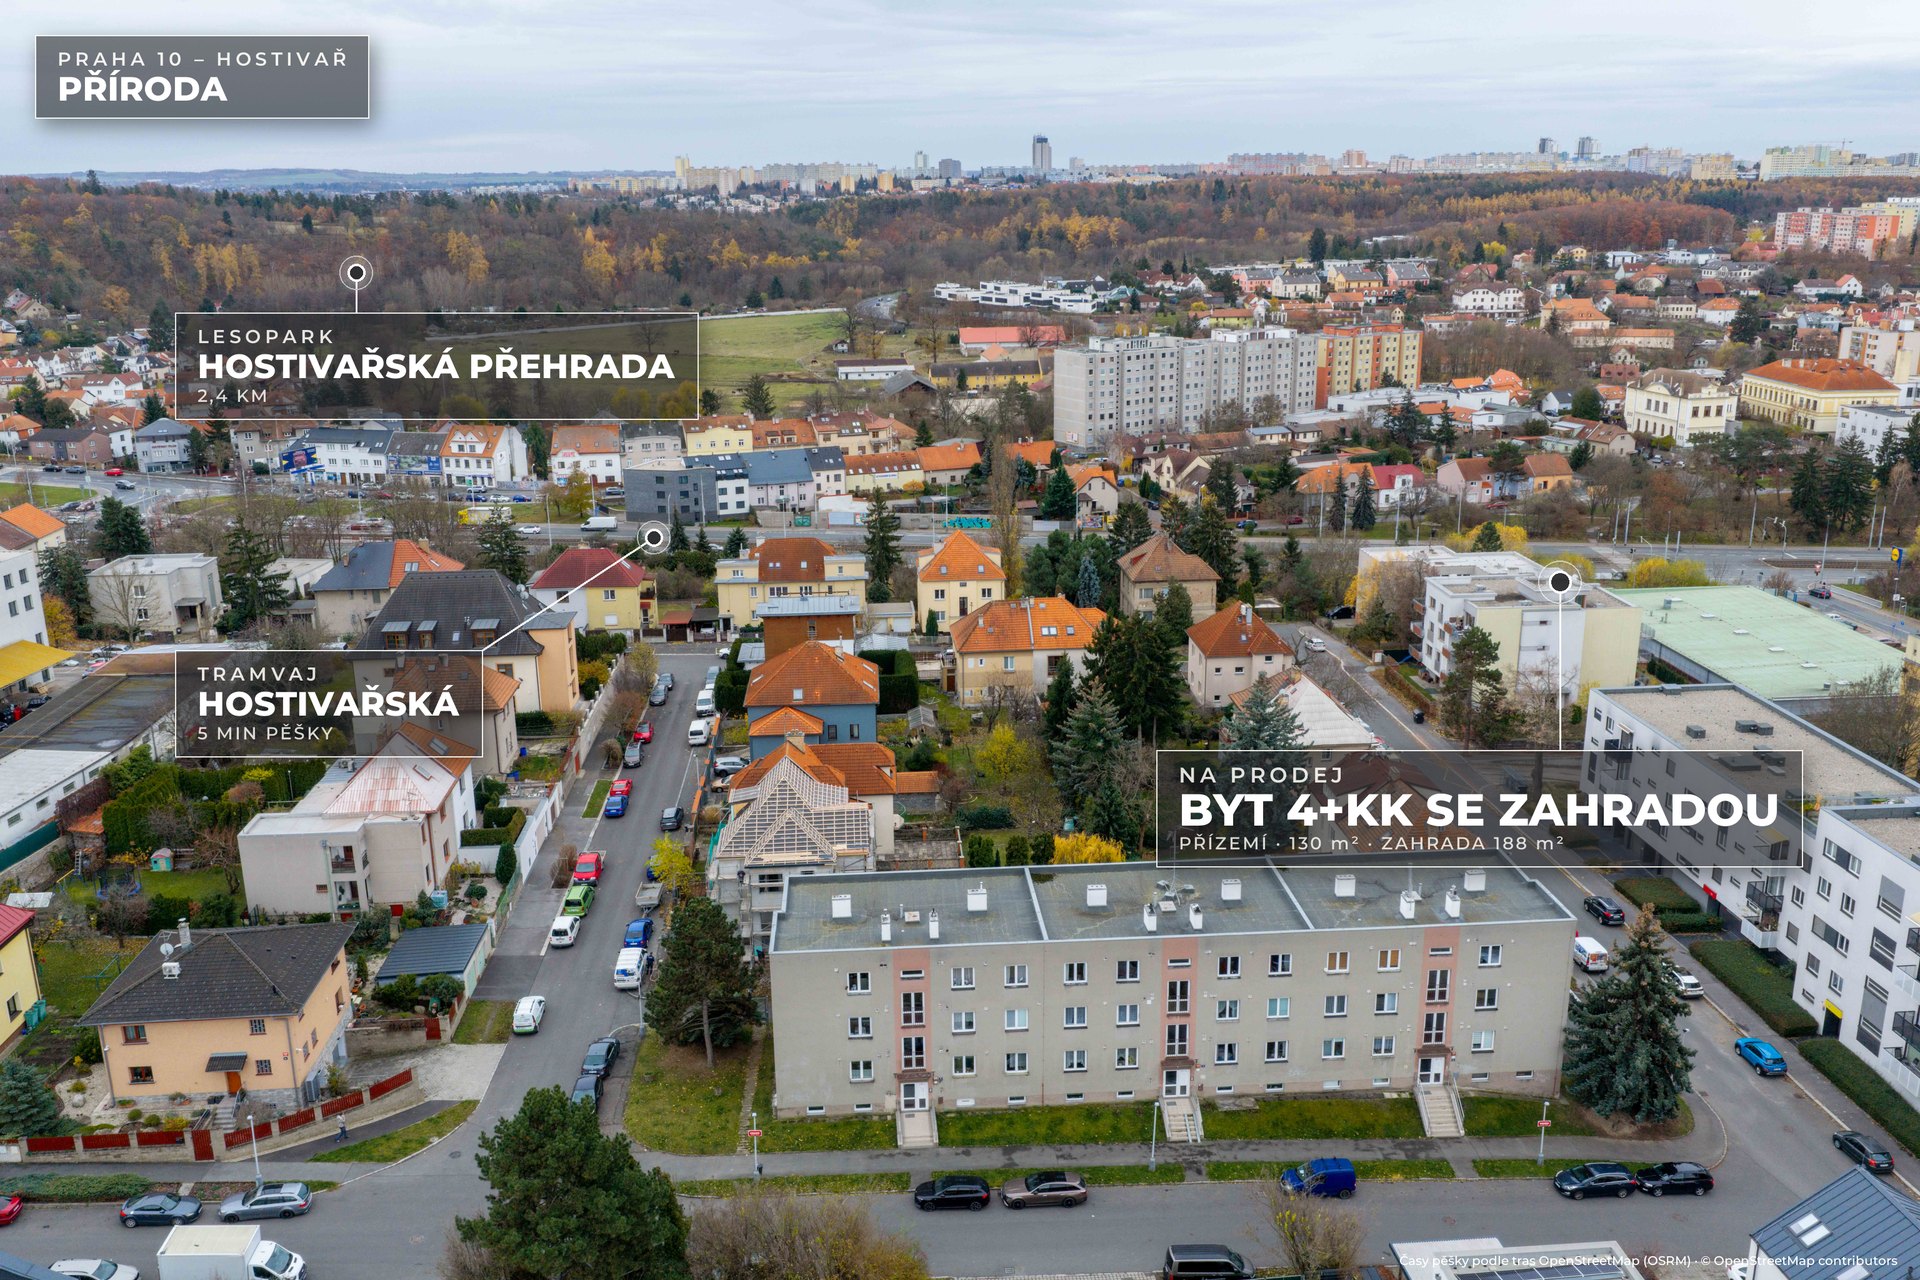 PRAHA 10 – HOSTIVAŘ
PŘÍRODA
LESOPARK
HOSTIVAŘSKÁ PŘEHRADA
2,4 KM
TRAMVAJ
HOSTIVAŘSKÁ
5 MIN PĚŠKY
NA PRODEJ
BYT 4+KK SE ZAHRADOU
PŘÍZEMÍ · 130 m² · ZAHRADA 188 m²
Časy pěšky podle tras OpenStreetMap (OSRM) · © OpenStreetMap contributors